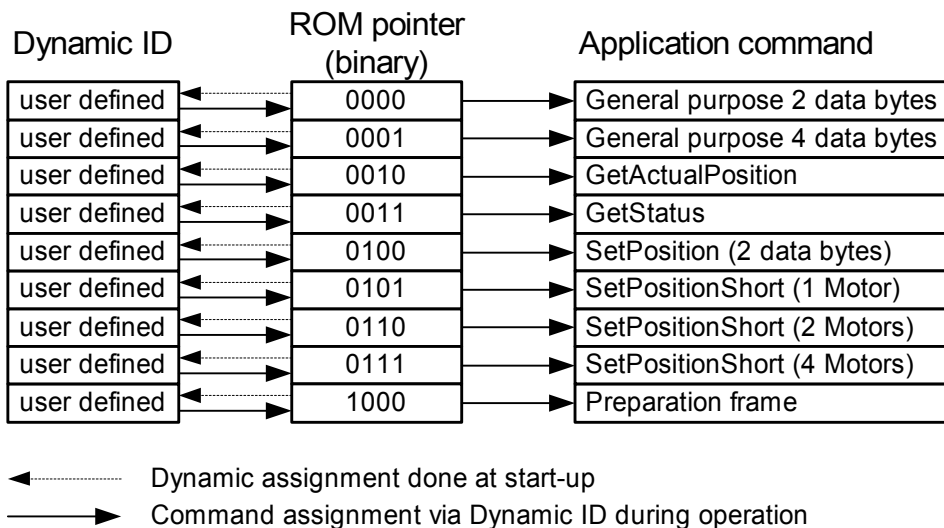 Dynamic ID
ROM pointer
(binary)
Application command
user defined 0000 General purpose 2 data bytes
user defined 0001 General purpose 4 data bytes
user defined 0010 GetActualPosition
user defined 0011 GetStatus
user defined 0100 SetPosition (2 data bytes)
user defined 0101 SetPositionShort (1 Motor)
user defined 0110 SetPositionShort (2 Motors)
user defined 0111 SetPositionShort (4 Motors)
user defined 1000 Preparation frame
Dynamic assignment done at start-up
Command assignment via Dynamic ID during operation